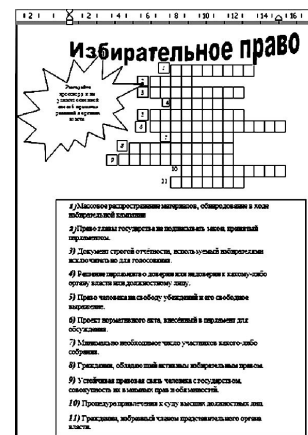 Избирательное право
1) Массовое распространение материалов, обнародование в ходе
избирательной кампании
2) Право главы государства не подписывать закон, принятый
парламентом.
3) Документ строгой отчётности, используемый избирателями
исключительно для голосования.
4) Решение парламента о доверии или недоверии к какому-либо
органу власти или должностному лицу.
5) Право человека на свободу убеждений и его свободное
выражение.
6) Проект нормативного акта, внесённый в парламент для
обсуждения.
7) Минимально необходимое число участников какого-либо
собрания.
8) Гражданин, обладающий активным избирательным правом.
9) Устойчивая правовая связь человека с государством,
совокупность их взаимных прав и обязанностей.
10) Процедура привлечения к суду высших должностных лиц.
11) Гражданин, избранный членом представительного органа
власти.